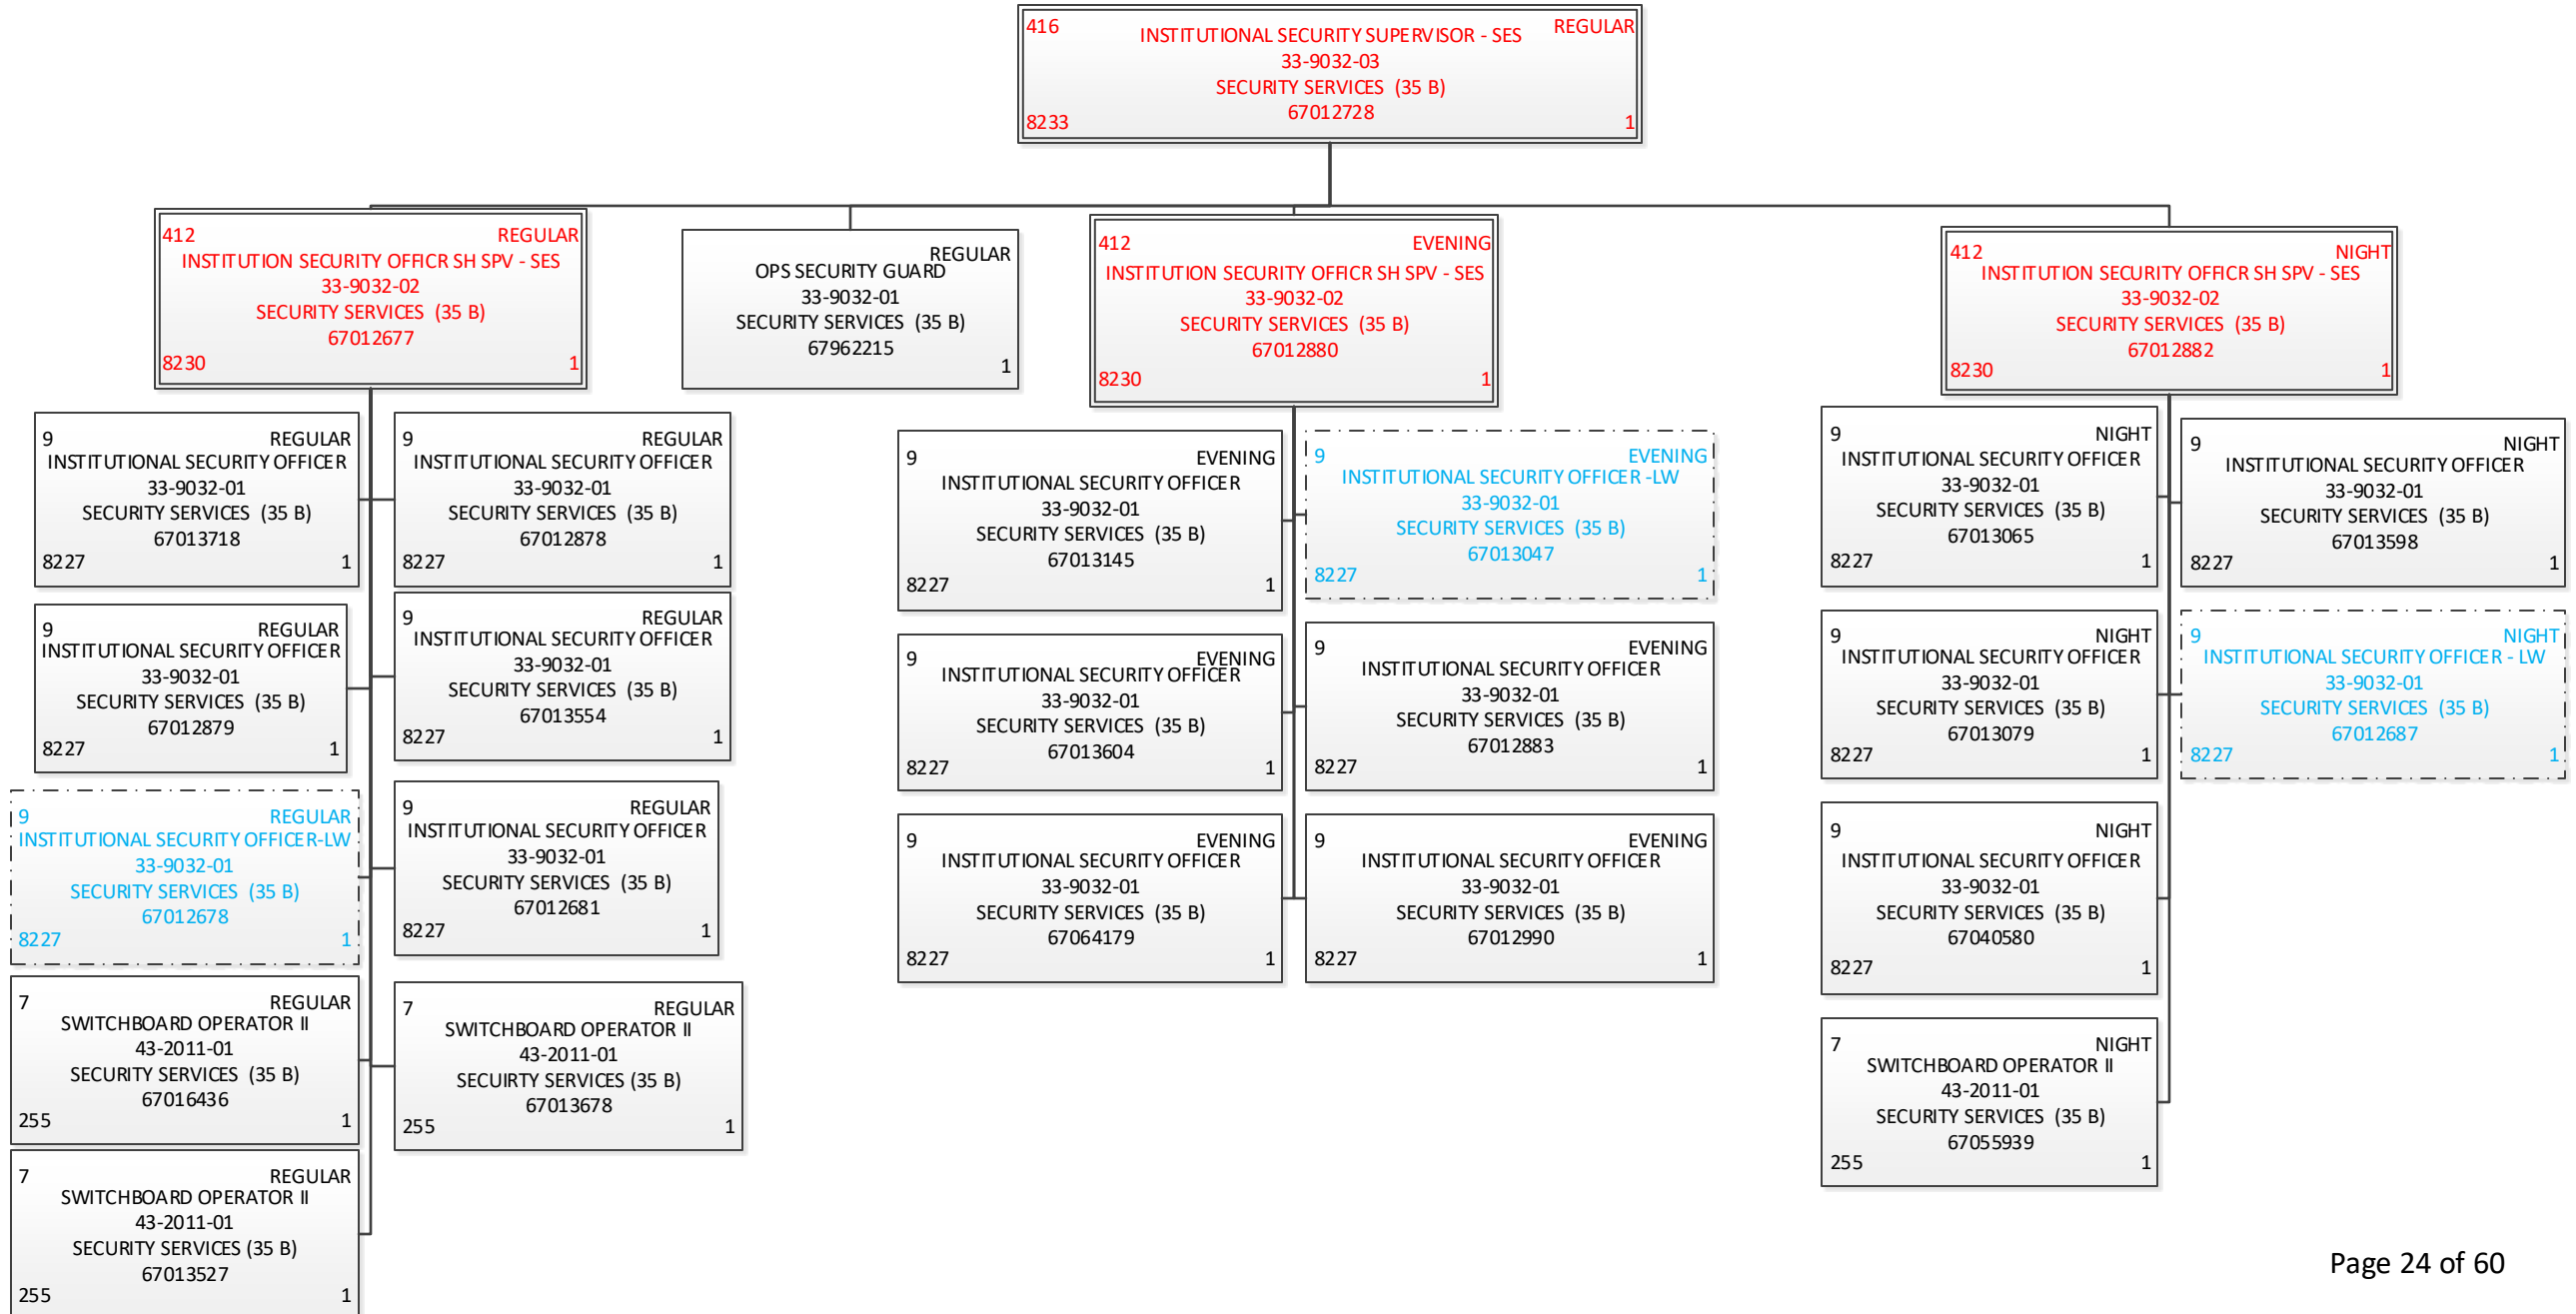 416 REGULAR
INSTITUTIONAL SECURITY SUPERVISOR - SES
33-9032-03
SECURITY SERVICES (35 B)
67012728
8233 1
412 REGULAR
INSTITUTION SECURITY OFFICR SH SPV - SES
33-9032-02
SECURITY SERVICES (35 B)
67012677
8230 1
REGULAR
OPS SECURITY GUARD
33-9032-01
SECURITY SERVICES (35 B)
67962215
1
412 EVENING
INSTITUTION SECURITY OFFICR SH SPV - SES
33-9032-02
SECURITY SERVICES (35 B)
67012880
8230 1
412 NIGHT
INSTITUTION SECURITY OFFICR SH SPV - SES
33-9032-02
SECURITY SERVICES (35 B)
67012882
8230 1
9 REGULAR
INSTITUTIONAL SECURITY OFFICER
33-9032-01
SECURITY SERVICES (35 B)
67013718
8227 1
9 REGULAR
INSTITUTIONAL SECURITY OFFICER
33-9032-01
SECURITY SERVICES (35 B)
67012878
8227 1
9 REGULAR
INSTITUTIONAL SECURITY OFFICER
33-9032-01
SECURITY SERVICES (35 B)
67012879
8227 1
9 REGULAR
INSTITUTIONAL SECURITY OFFICER
33-9032-01
SECURITY SERVICES (35 B)
67013554
8227 1
9 REGULAR
INSTITUTIONAL SECURITY OFFICER-LW
33-9032-01
SECURITY SERVICES (35 B)
67012678
8227 1
9 REGULAR
INSTITUTIONAL SECURITY OFFICER
33-9032-01
SECURITY SERVICES (35 B)
67012681
8227 1
7 REGULAR
SWITCHBOARD OPERATOR II
43-2011-01
SECURITY SERVICES (35 B)
67016436
255 1
7 REGULAR
SWITCHBOARD OPERATOR II
43-2011-01
SECUIRTY SERVICES (35 B)
67013678
255 1
7 REGULAR
SWITCHBOARD OPERATOR II
43-2011-01
SECURITY SERVICES (35 B)
67013527
255 1
9 EVENING
INSTITUTIONAL SECURITY OFFICER
33-9032-01
SECURITY SERVICES (35 B)
67013145
8227 1
9 EVENING
INSTITUTIONAL SECURITY OFFICER -LW
33-9032-01
SECURITY SERVICES (35 B)
67013047
8227 1
9 EVENING
INSTITUTIONAL SECURITY OFFICER
33-9032-01
SECURITY SERVICES (35 B)
67013604
8227 1
9 EVENING
INSTITUTIONAL SECURITY OFFICER
33-9032-01
SECURITY SERVICES (35 B)
67012883
8227 1
9 EVENING
INSTITUTIONAL SECURITY OFFICER
33-9032-01
SECURITY SERVICES (35 B)
67064179
8227 1
9 EVENING
INSTITUTIONAL SECURITY OFFICER
33-9032-01
SECURITY SERVICES (35 B)
67012990
8227 1
9 NIGHT
INSTITUTIONAL SECURITY OFFICER
33-9032-01
SECURITY SERVICES (35 B)
67013065
8227 1
9 NIGHT
INSTITUTIONAL SECURITY OFFICER
33-9032-01
SECURITY SERVICES (35 B)
67013598
8227 1
9 NIGHT
INSTITUTIONAL SECURITY OFFICER
33-9032-01
SECURITY SERVICES (35 B)
67013079
8227 1
9 NIGHT
INSTITUTIONAL SECURITY OFFICER - LW
33-9032-01
SECURITY SERVICES (35 B)
67012687
8227 1
9 NIGHT
INSTITUTIONAL SECURITY OFFICER
33-9032-01
SECURITY SERVICES (35 B)
67040580
8227 1
7 NIGHT
SWITCHBOARD OPERATOR II
43-2011-01
SECURITY SERVICES (35 B)
67055939
255 1
Page 24 of 60